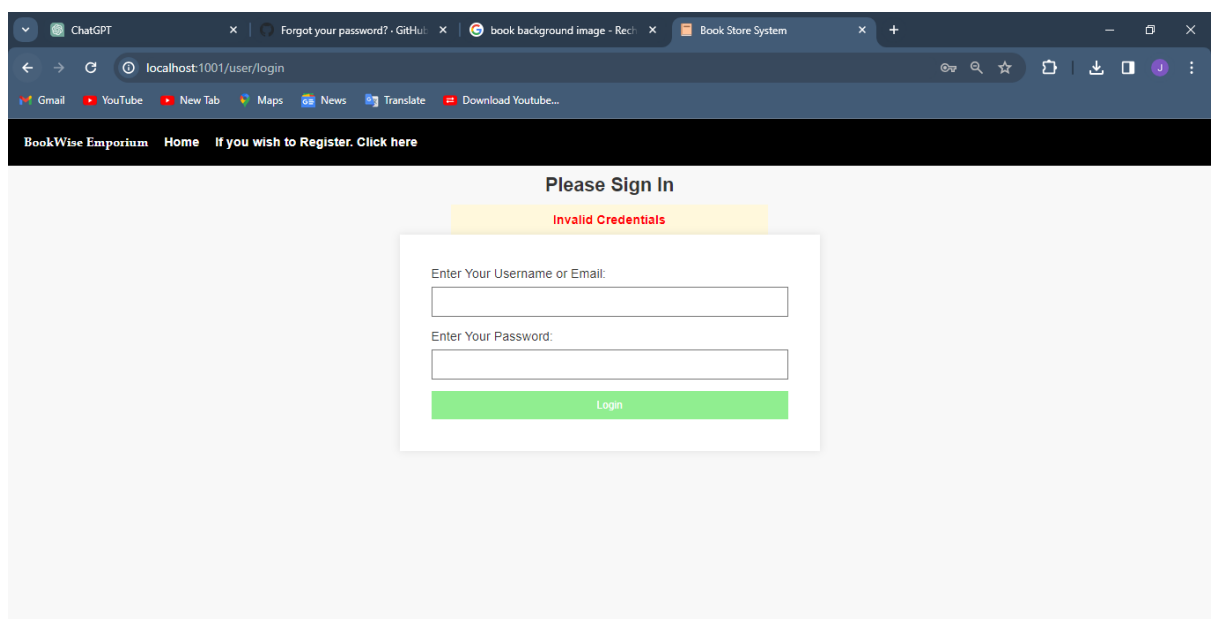 ChatGPT Forgot your password? · GitHub book background image - Rech Book Store System
localhost:1001/user/login J
Gmail YouTube New Tab Maps News Translate Download Youtube...
BookWise Emporium Home If you wish to Register. Click here
Please Sign In
Invalid Credentials
Enter Your Username or Email:
Enter Your Password:
Login